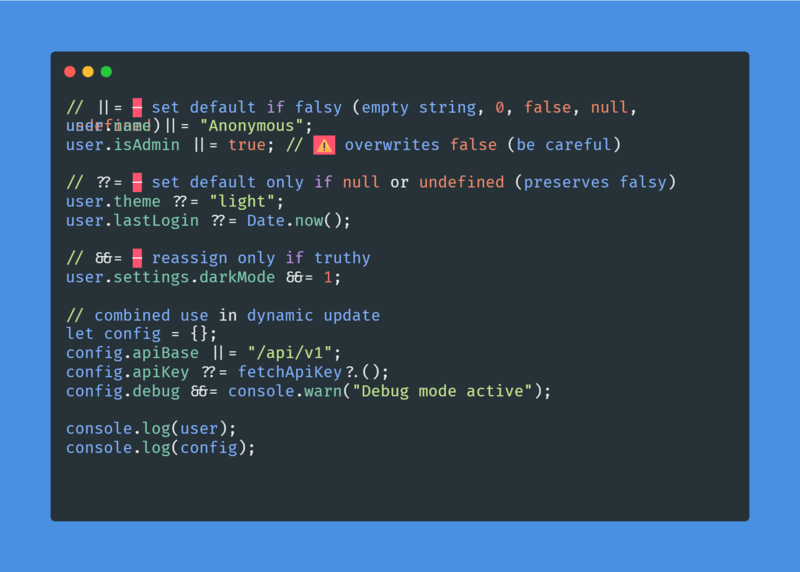 // ||= — set default if falsy (empty string, 0, false, null,
undefined)
user.name ||= "Anonymous";
user.isAdmin ||= true; // ⚠️ overwrites false (be careful)
// ??= — set default only if null or undefined (preserves falsy)
user.theme ??= "light";
user.lastLogin ??= Date.now();
// &&= — reassign only if truthy
user.settings.darkMode &&= 1;
// combined use in dynamic update
let config = {};
config.apiBase ||= "/api/v1";
config.apiKey ??= fetchApiKey?.();
config.debug &&= console.warn("Debug mode active");
console.log(user);
console.log(config);